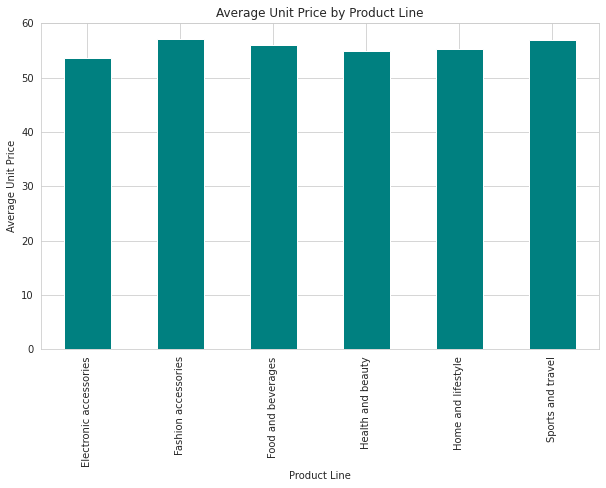 Average Unit Price by Product Line
60
50
40
30
20
10
0
Average Unit Price
Electronic accessories
Fashion accessories
Food and beverages
Health and beauty
Home and lifestyle
Sports and travel
Product Line